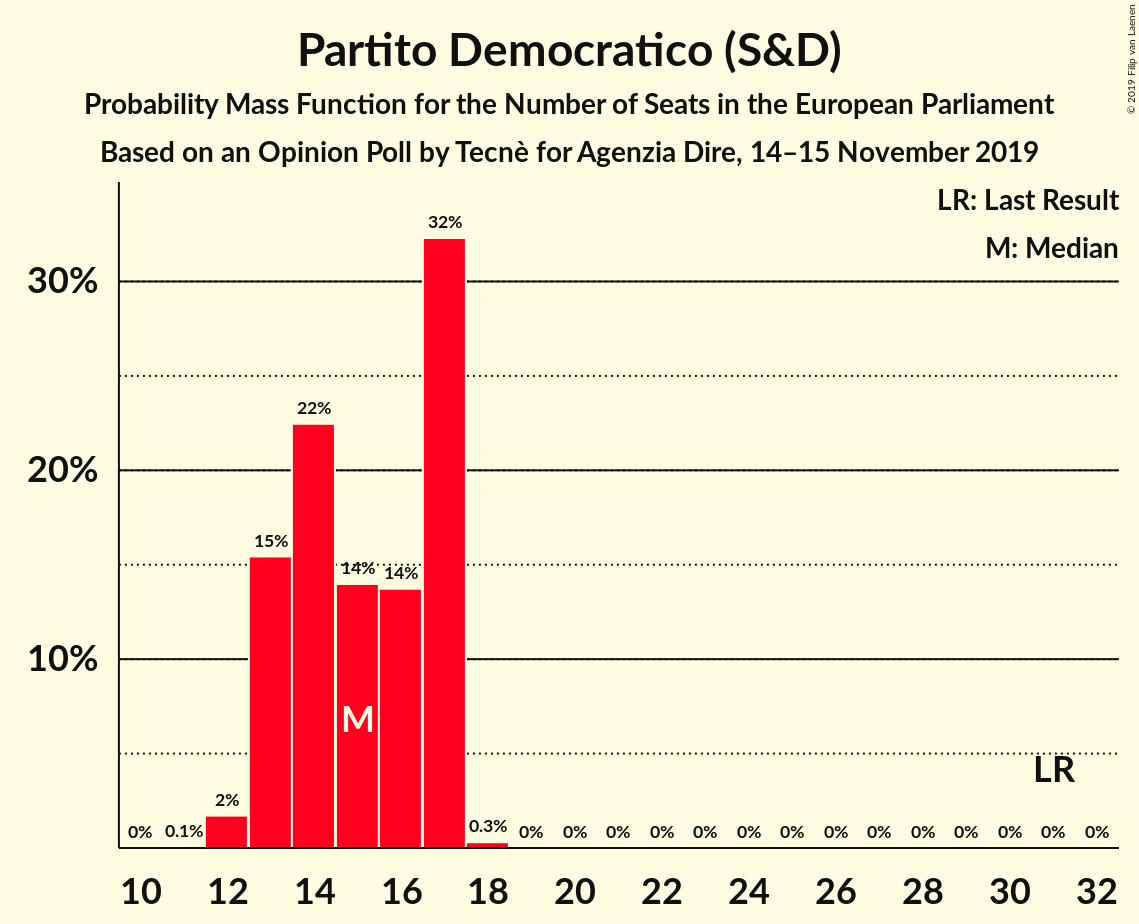 Partito Democratico (S&D)
Probability Mass Function for the Number of Seats in the European Parliament
Based on an Opinion Poll by Tecnè for Agenzia Dire, 14–15 November 2019
© 2019 Filip van Laenen
LR: Last Result
M: Median
30%
20%
10%
0% 0.1% 2% 15% 22% 14% 14% 32% 0.3% 0% 0% 0% 0% 0% 0% 0% 0% 0% 0% 0% 0% 0% 0%
M
LR
10 12 14 16 18 20 22 24 26 28 30 32